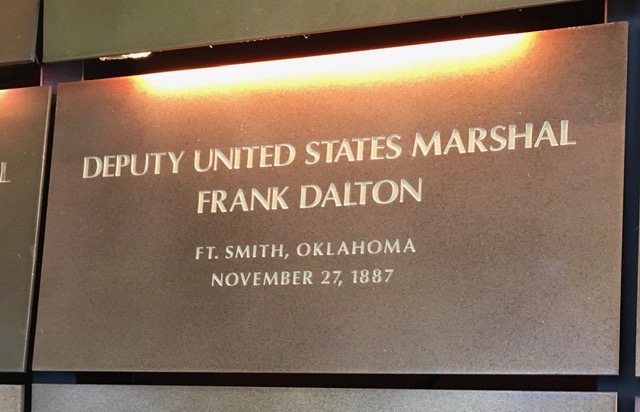 DEPUTY UNITED STATES MARSHAL
FRANK DALTON
FT. SMITH, OKLAHOMA
NOVEMBER 27, 1887